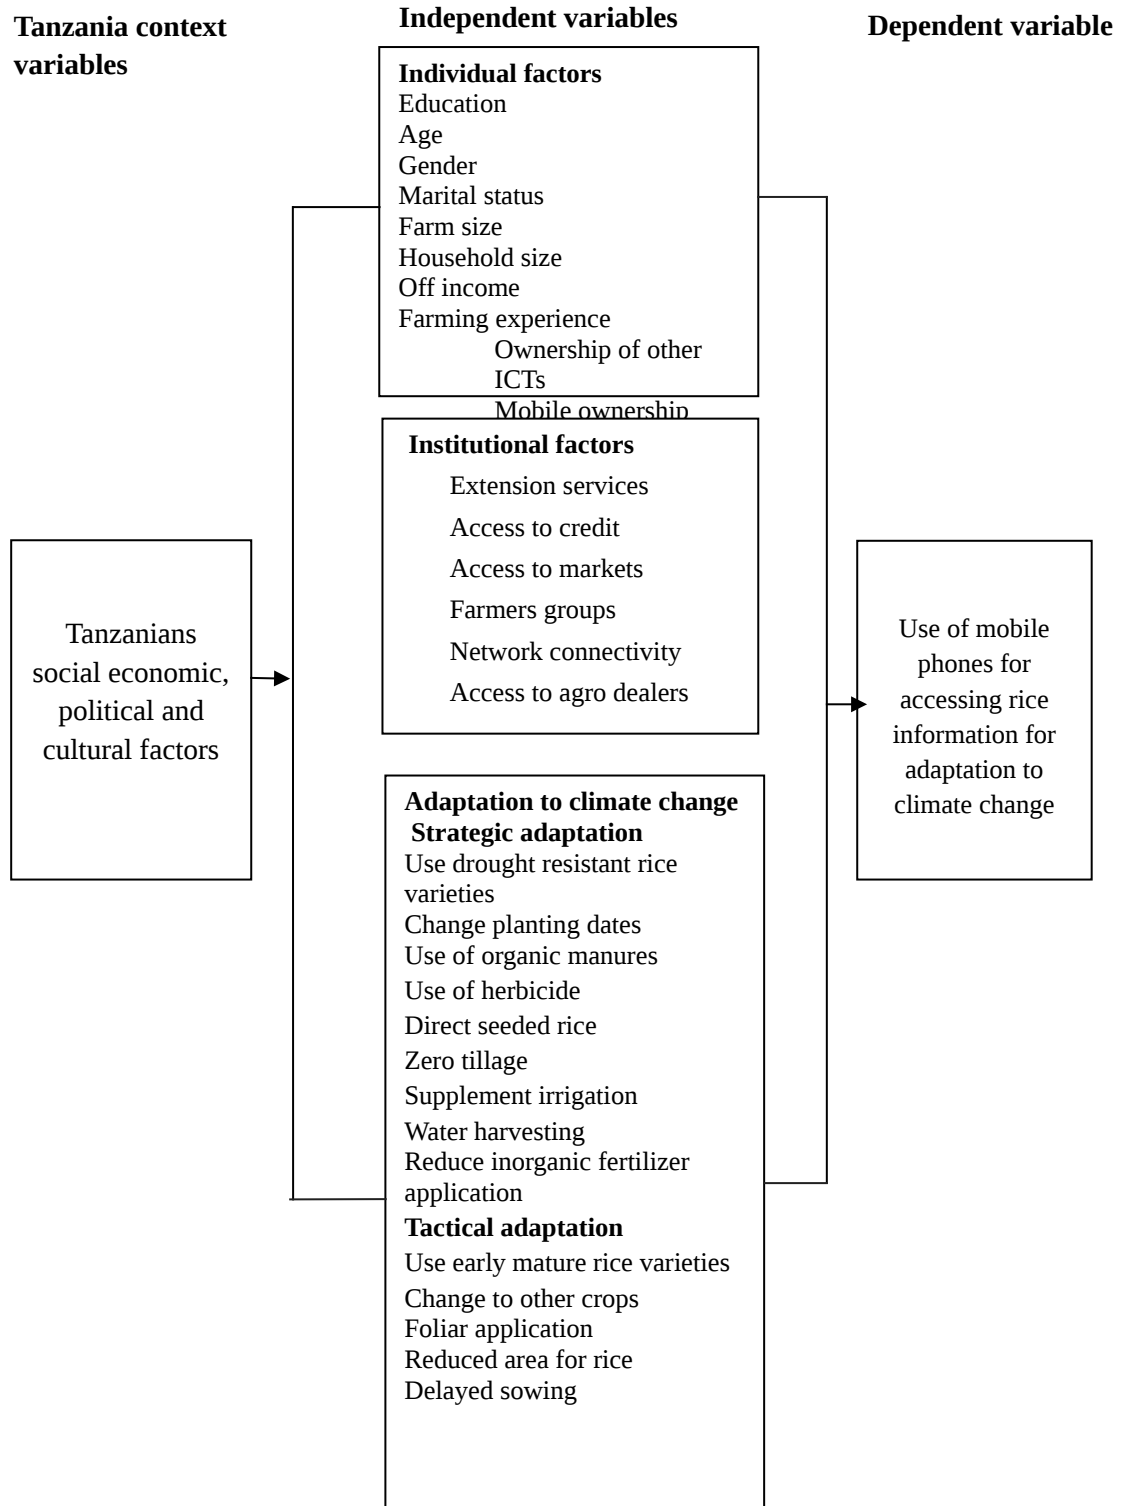 Tanzania context
variables
Independent variables
Dependent variable
Individual factors
Education
Age
Gender
Marital status
Farm size
Household size
Off income
Farming experience
Ownership of other
ICTs
Mobile ownership
Institutional factors
Extension services
Access to credit
Access to markets
Farmers groups
Network connectivity
Access to agro dealers
Tanzanians
social economic,
political and
cultural factors
Use of mobile
phones for
accessing rice
information for
adaptation to
climate change
Adaptation to climate change
Strategic adaptation
Use drought resistant rice
varieties
Change planting dates
Use of organic manures
Use of herbicide
Direct seeded rice
Zero tillage
Supplement irrigation
Water harvesting
Reduce inorganic fertilizer
application
Tactical adaptation
Use early mature rice varieties
Change to other crops
Foliar application
Reduced area for rice
Delayed sowing